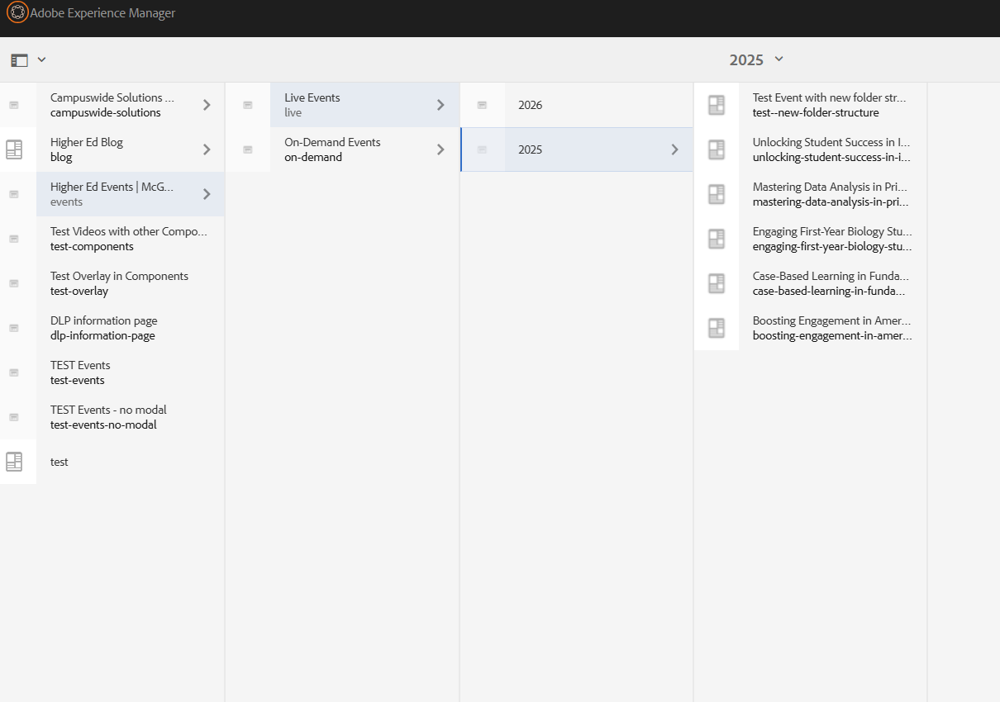 Adobe Experience Manager
2025
Campuswide Solutions ...
campuswide-solutions
Higher Ed Blog
blog
Higher Ed Events | McG...
events
Test Videos with other Compo...
test-components
Test Overlay in Components
test-overlay
DLP information page
dlp-information-page
TEST Events
test-events
TEST Events - no modal
test-events-no-modal
test
Live Events
live
On-Demand Events
on-demand
2026
2025
Test Event with new folder str...
test--new-folder-structure
Unlocking Student Success in I...
unlocking-student-success-in-i...
Mastering Data Analysis in Pri...
mastering-data-analysis-in-pri...
Engaging First-Year Biology Stu...
engaging-first-year-biology-stu...
Case-Based Learning in Funda...
case-based-learning-in-funda...
Boosting Engagement in Amer...
boosting-engagement-in-amer...